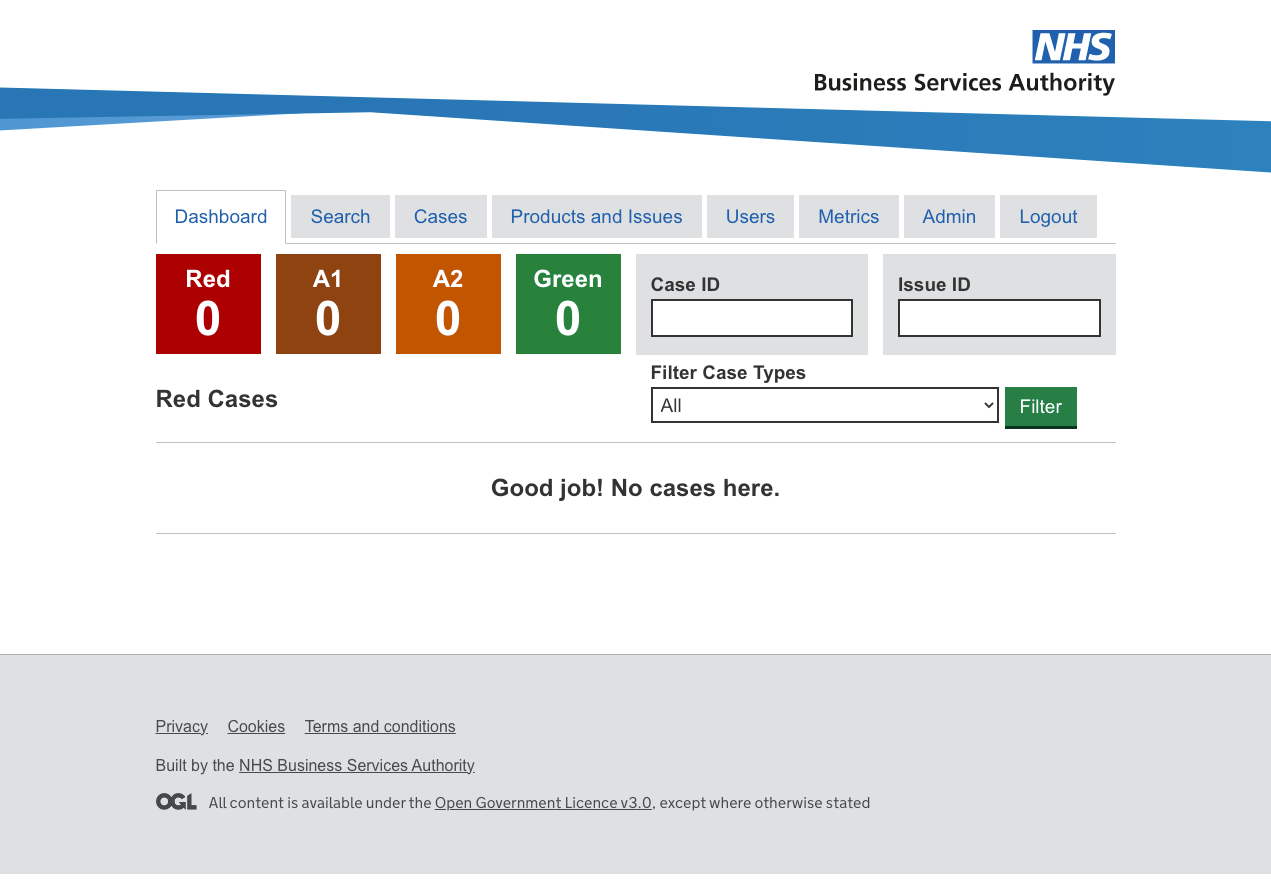 NHS
Business Services Authority
Dashboard Search Cases Products and Issues Users Metrics Admin Logout
Red A1 A2 Green
0 0 0 0
Case ID Issue ID
Filter Case Types
Red Cases All Filter
Good job! No cases here.
Privacy Cookies Terms and conditions
Built by the NHS Business Services Authority
OGL All content is available under the Open Government Licence v3.0, except where otherwise stated